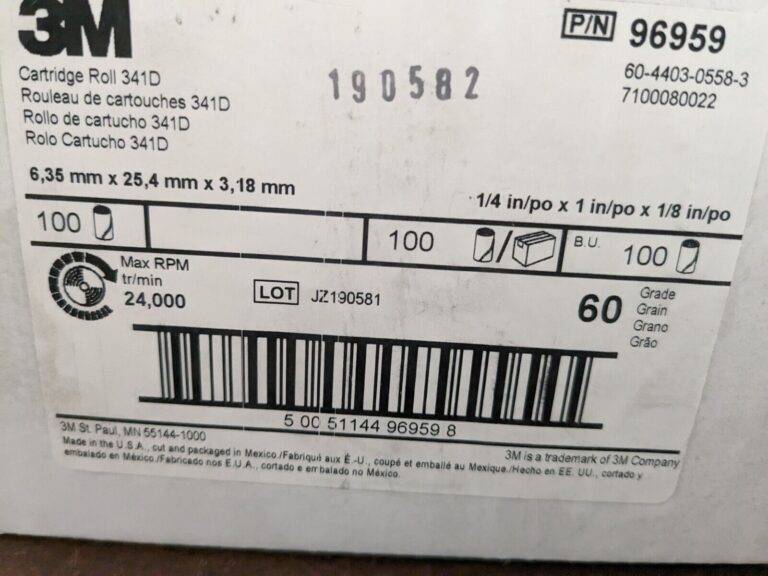 3M
P/N 96959
Cartridge Roll 341D
Rouleau de cartouches 341D
Rollo de cartucho 341D
Rolo Cartucho 341D
190582
60-4403-0558-3
7100080022
6,35 mm x 25,4 mm x 3,18 mm
1/4 in/po x 1 in/po x 1/8 in/po
100
100 /
B.U. 100
Max RPM
tr/min
24,000
LOT JZ190581
60
Grade
Grain
Grano
Grão
5 00 51144 96959 8
3M St. Paul, MN 55144-1000
3M is a trademark of 3M Company
Made in the U.S.A., cut and packaged in Mexico./Fabriqué aux É.-U., coupé et emballé au Mexique./Hecho en EE. UU., cortado y
embalado en México./Fabricado nos E.U.A., cortado e embalado no México.